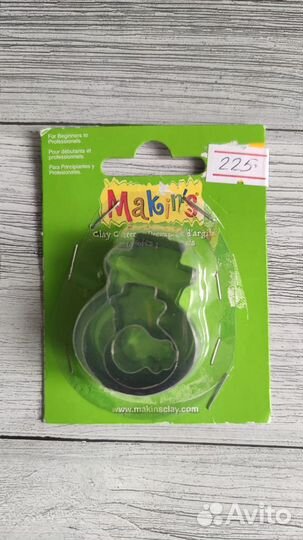 For Beginners to
Professionals.
Pour débutants et
professionnels.
Para Principiantes y
Profesionales.
225
Makin's
Clay
www.makinsclay.com
Avito